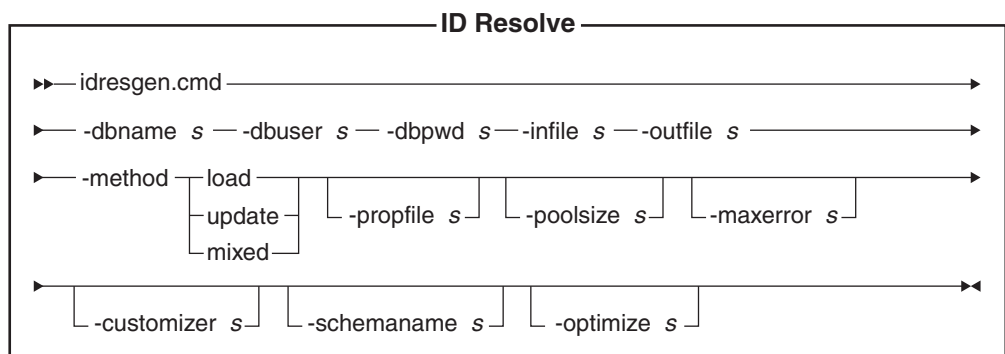 ID Resolve
idresgen.cmd
-dbname s -dbuser s -dbpwd s -infile s -outfile s
-method load
update
mixed
-propfile s -poolsize s -maxerror s
-customizer s -schemaname s -optimize s